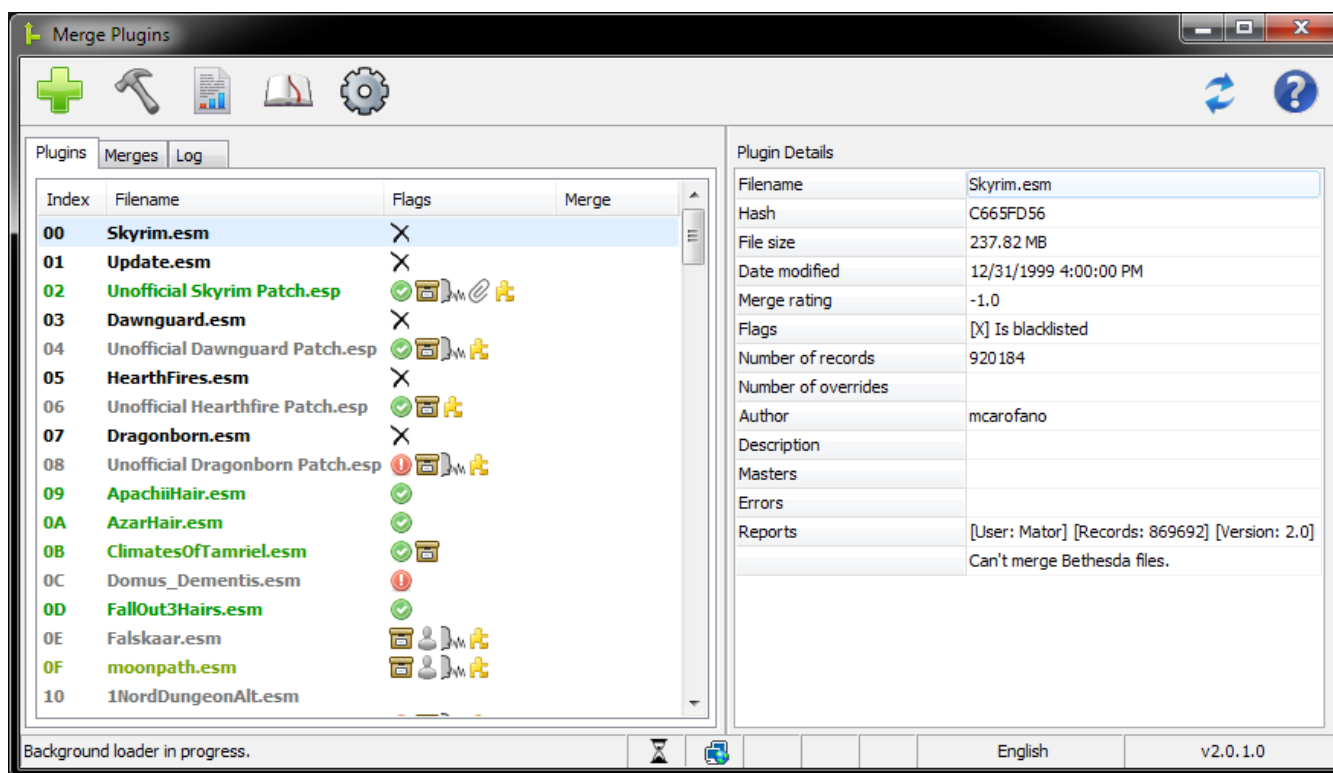 Merge Plugins
Plugins Merges Log
Index Filename Flags Merge
00 Skyrim.esm
01 Update.esm
02 Unofficial Skyrim Patch.esp
03 Dawnguard.esm
04 Unofficial Dawnguard Patch.esp
05 HearthFires.esm
06 Unofficial Hearthfire Patch.esp
07 Dragonborn.esm
08 Unofficial Dragonborn Patch.esp
09 ApachiiHair.esm
0A AzarHair.esm
0B ClimatesOfTamriel.esm
0C Domus_Dementis.esm
0D FallOut3Hairs.esm
0E Falskaar.esm
0F moonpath.esm
10 1NordDungeonAlt.esm
Plugin Details
Filename Skyrim.esm
Hash C665FD56
File size 237.82 MB
Date modified 12/31/1999 4:00:00 PM
Merge rating -1.0
Flags [X] Is blacklisted
Number of records 920184
Number of overrides
Author mcarofano
Description
Masters
Errors
Reports [User: Mator] [Records: 869692] [Version: 2.0]
Can't merge Bethesda files.
Background loader in progress. English v2.0.1.0